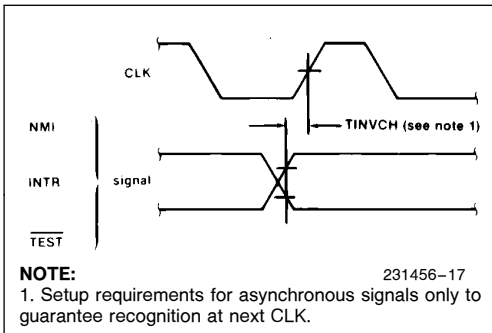 CLK
TINVCH (see note 1)
NMI
INTR
signal
TEST
NOTE:
231456–17
1. Setup requirements for asynchronous signals only to
guarantee recognition at next CLK.